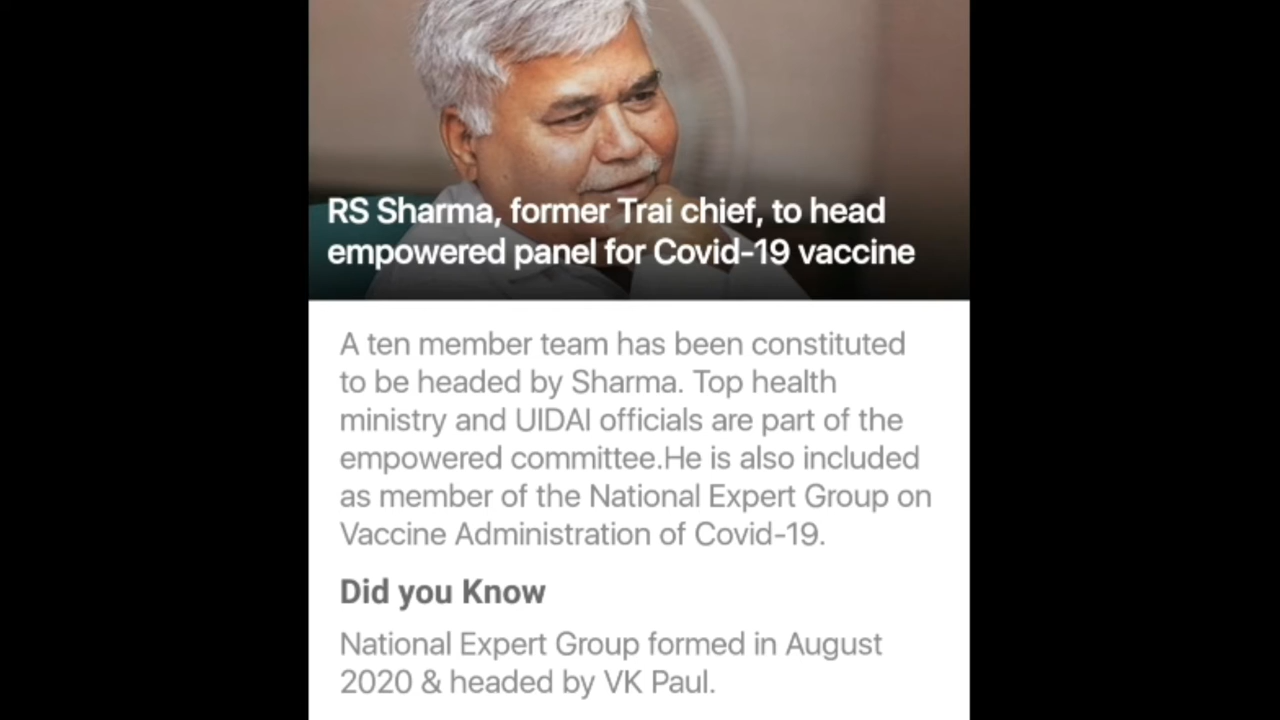 RS Sharma, former Trai chief, to head
empowered panel for Covid-19 vaccine
A ten member team has been constituted
to be headed by Sharma. Top health
ministry and UIDAI officials are part of the
empowered committee.He is also included
as member of the National Expert Group on
Vaccine Administration of Covid-19.
Did you Know
National Expert Group formed in August
2020 & headed by VK Paul.